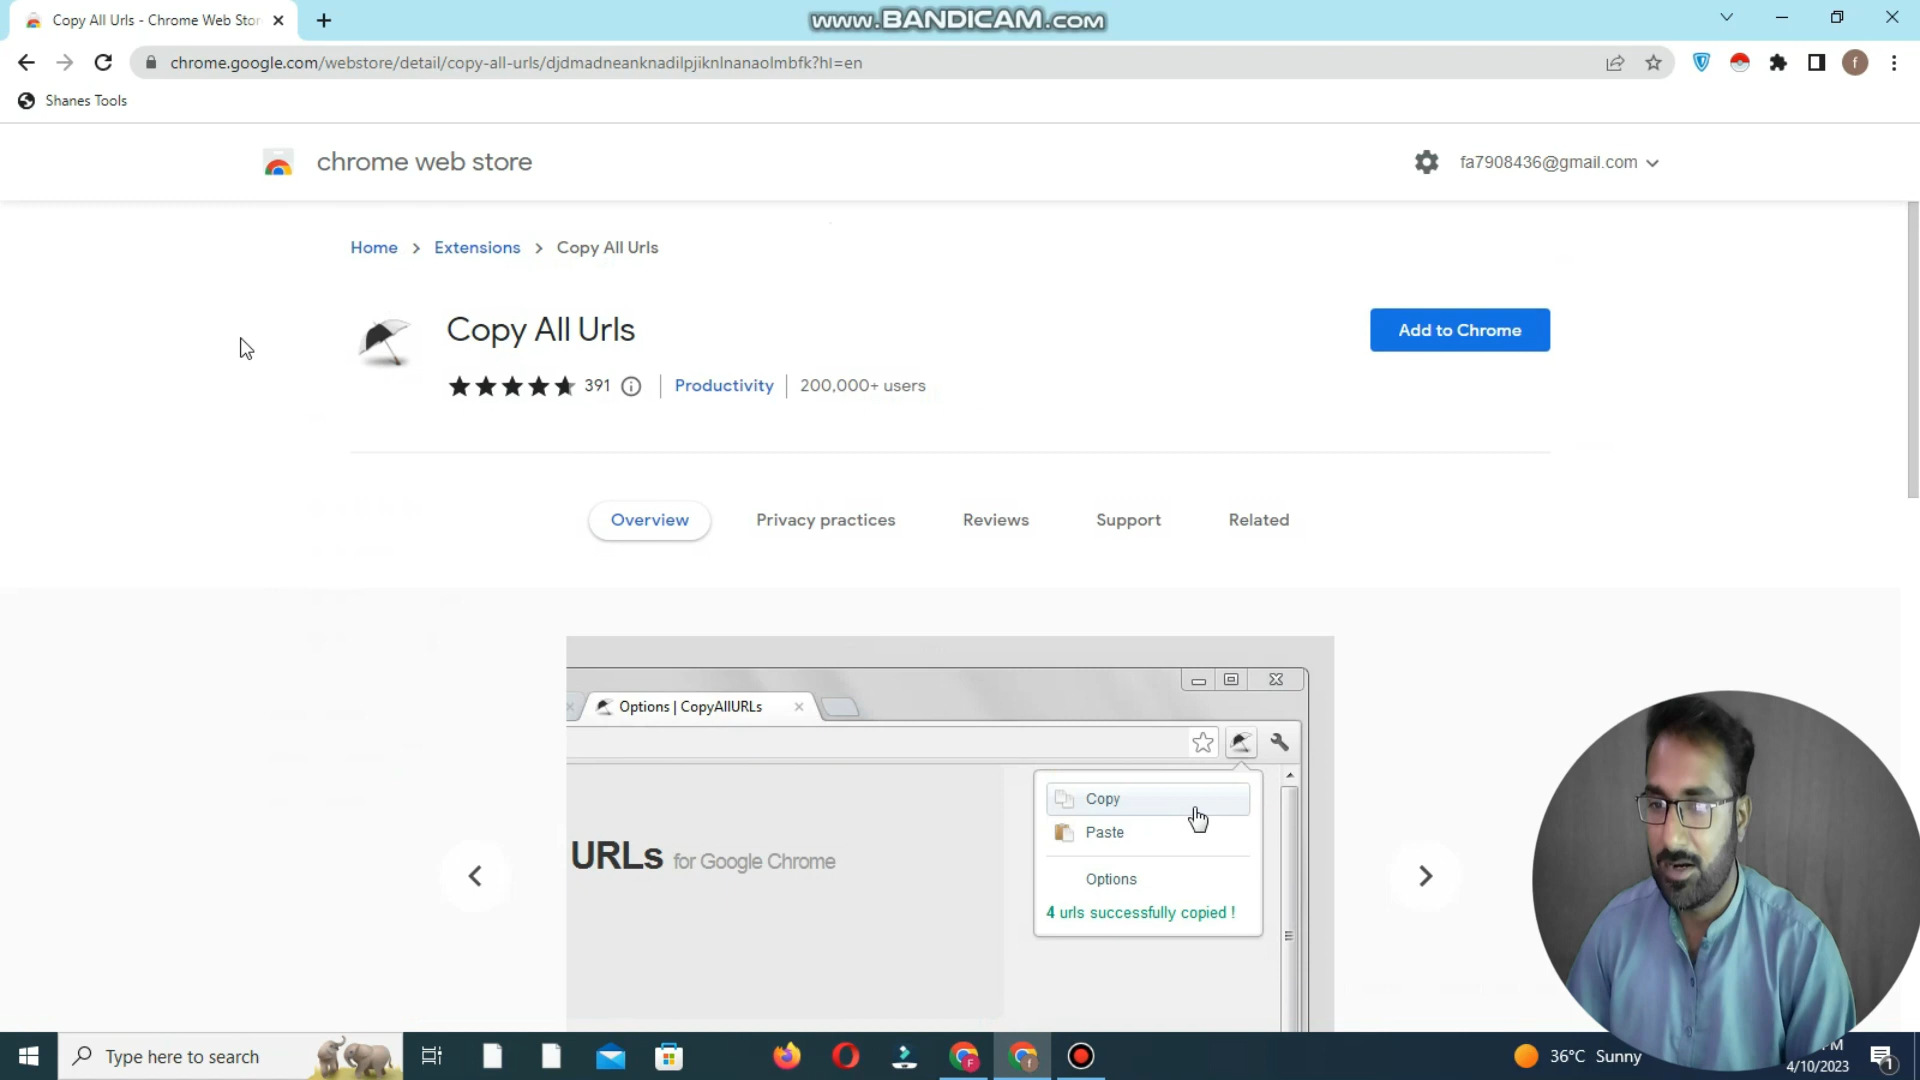 Copy All Urls - Chrome Web Stor
www.BANDICAM.com
chrome.google.com/webstore/detail/copy-all-urls/djdmadneanknadilpjiknlnanaolmbfk?hl=en
f
Shanes Tools
chrome web store
fa7908436@gmail.com
Home > Extensions > Copy All Urls
Copy All Urls
Add to Chrome
391
Productivity
200,000+ users
Overview
Privacy practices
Reviews
Support
Related
Options | CopyAllURLs
Copy
Paste
URLs for Google Chrome
Options
4 urls successfully copied !
Type here to search
F
f
36°C Sunny
4/10/2023
1